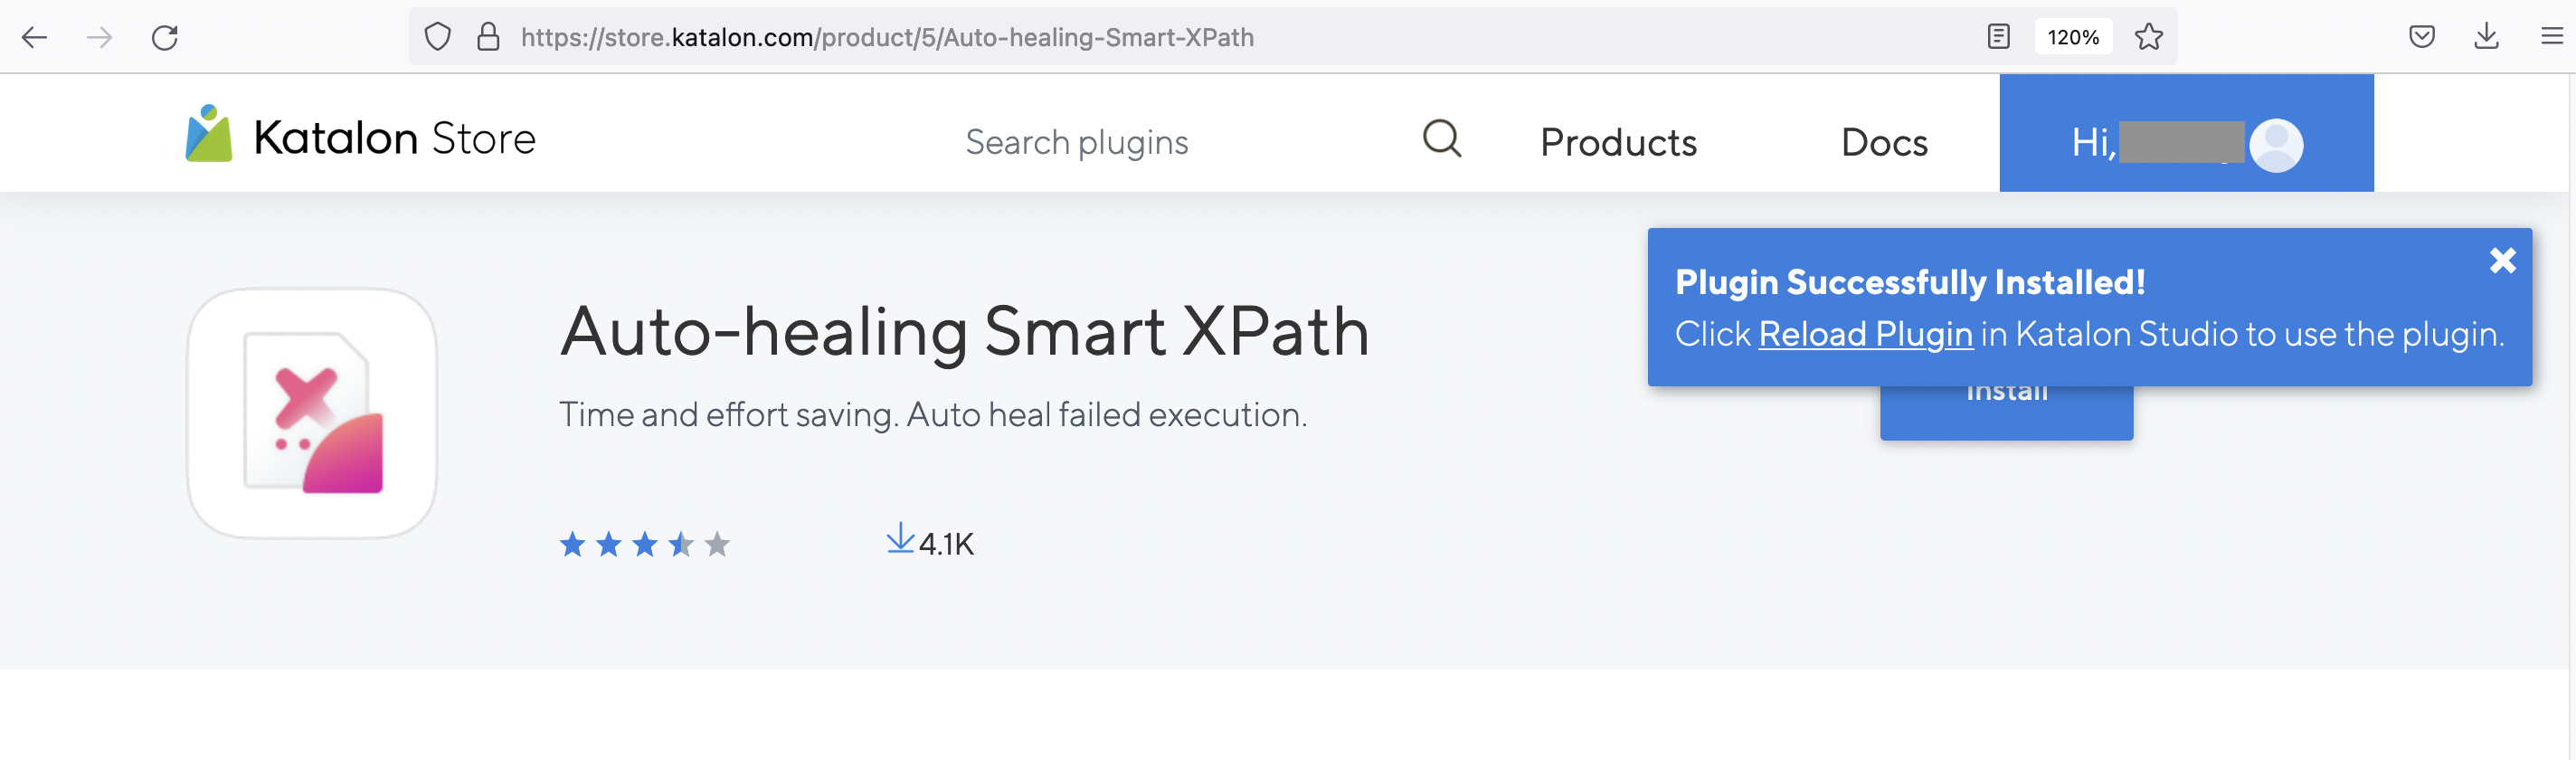 https://store.katalon.com/product/5/Auto-healing-Smart-XPath
120%
Katalon Store
Search plugins
Products
Docs
Hi,
Plugin Successfully Installed!
Click Reload Plugin in Katalon Studio to use the plugin.
Install
Auto-healing Smart XPath
Time and effort saving. Auto heal failed execution.
4.1K